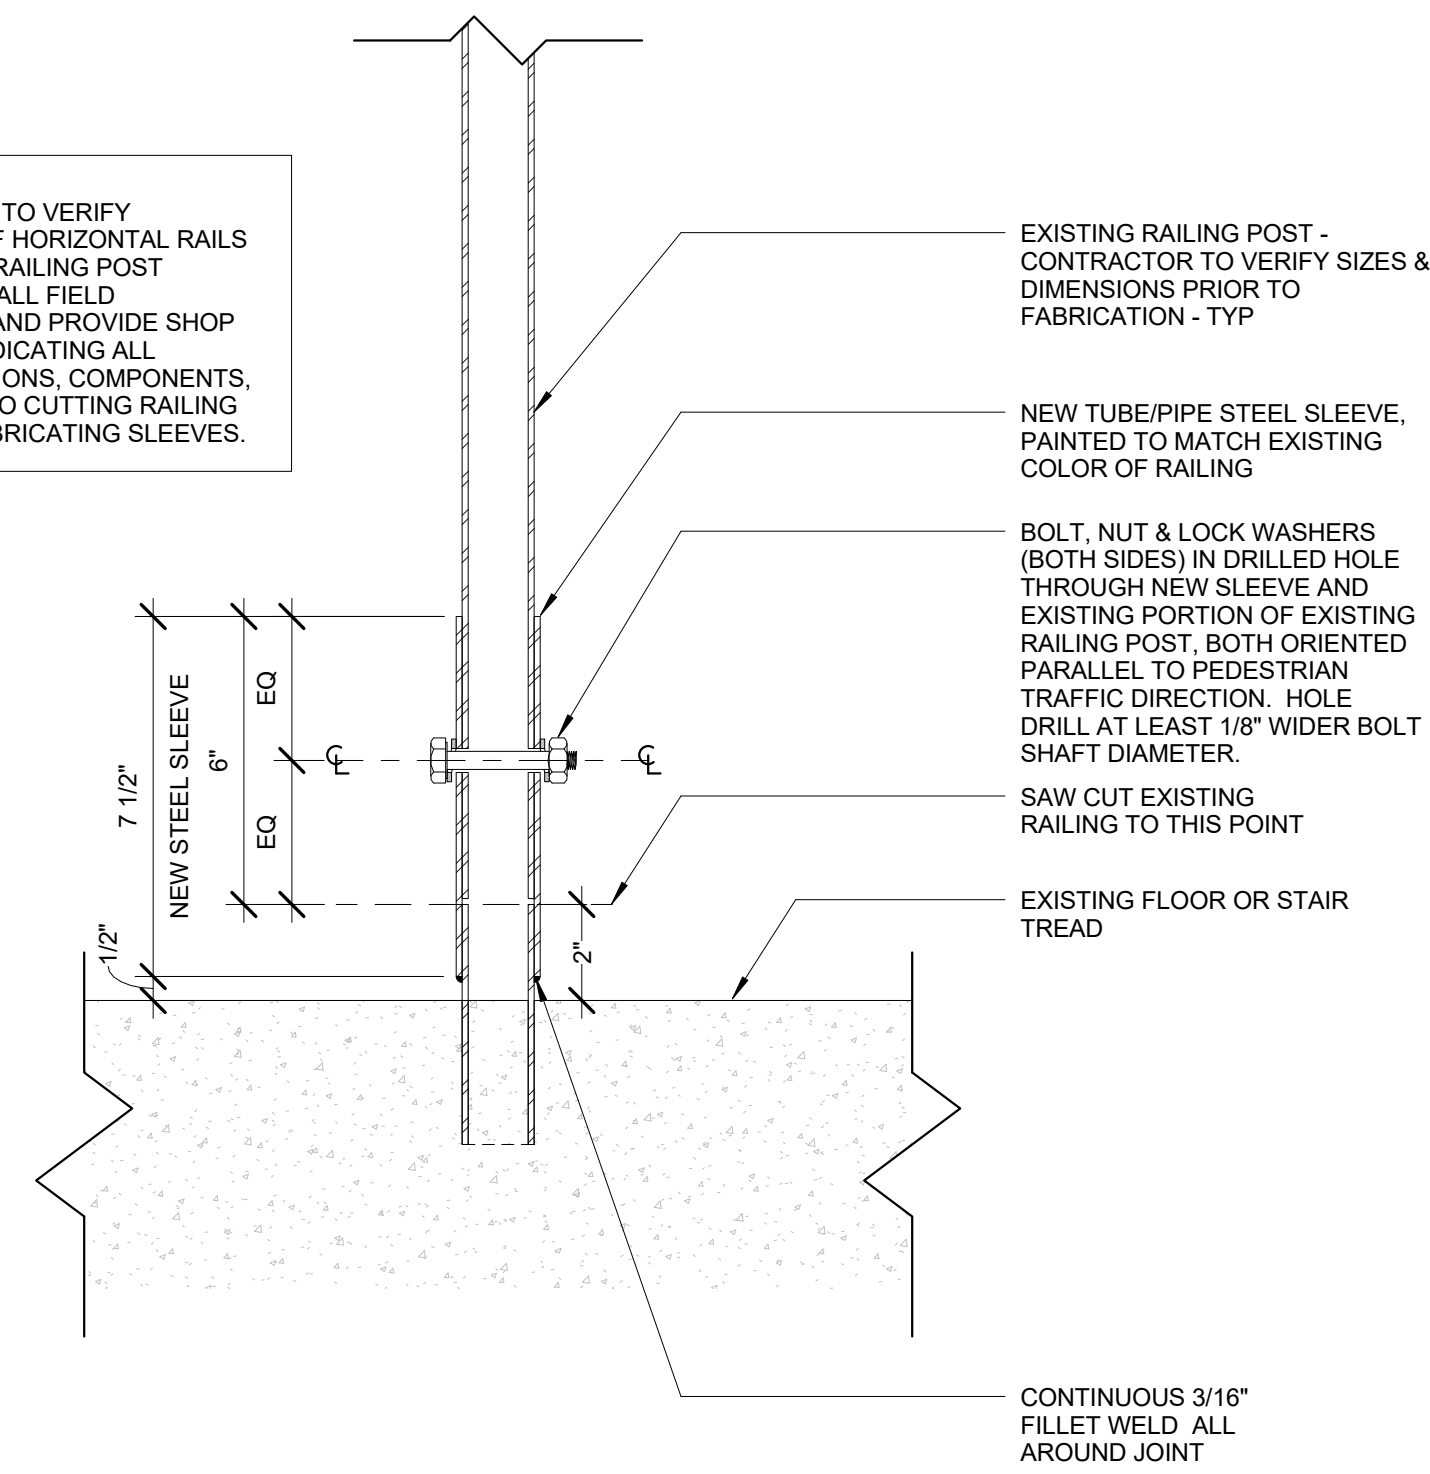 TO VERIFY
HORIZONTAL RAILS
RAILING POST
ALL FIELD
AND PROVIDE SHOP
DICATING ALL
IONS, COMPONENTS,
O CUTTING RAILING
BRICATING SLEEVES.
EXISTING RAILING POST -
CONTRACTOR TO VERIFY SIZES &
DIMENSIONS PRIOR TO
FABRICATION - TYP
NEW TUBE/PIPE STEEL SLEEVE,
PAINTED TO MATCH EXISTING
COLOR OF RAILING
BOLT, NUT & LOCK WASHERS
(BOTH SIDES) IN DRILLED HOLE
THROUGH NEW SLEEVE AND
EXISTING PORTION OF EXISTING
RAILING POST, BOTH ORIENTED
PARALLEL TO PEDESTRIAN
TRAFFIC DIRECTION.  HOLE
DRILL AT LEAST 1/8" WIDER BOLT
SHAFT DIAMETER.
SAW CUT EXISTING
RAILING TO THIS POINT
EXISTING FLOOR OR STAIR
TREAD
CONTINUOUS 3/16"
FILLET WELD  ALL
AROUND JOINT
7 1/2"
NEW STEEL SLEEVE
6"
EQ
EQ
℄
℄
1/2"
2"